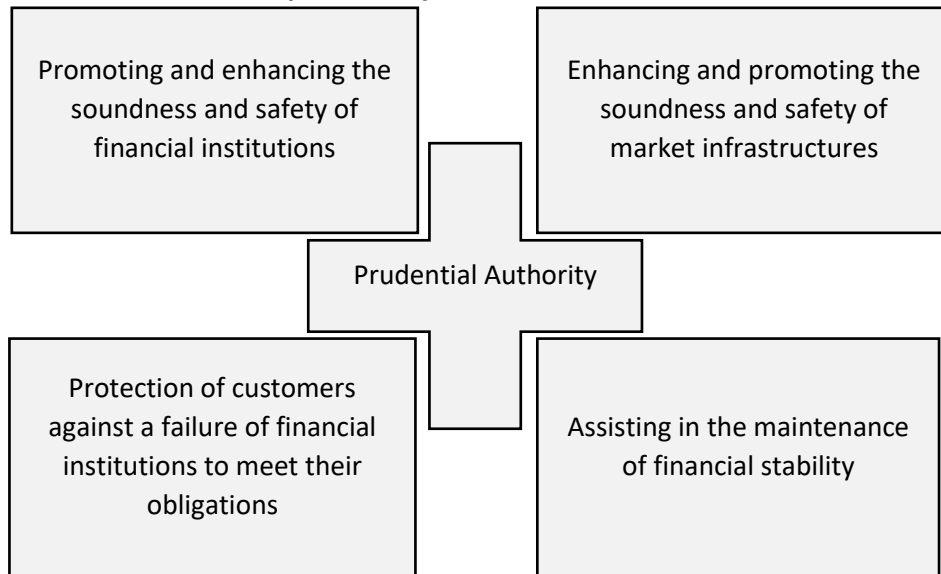 Promoting and enhancing the
soundness and safety of
financial institutions
Enhancing and promoting the
soundness and safety of
market infrastructures
Prudential Authority
Protection of customers
against a failure of financial
institutions to meet their
obligations
Assisting in the maintenance
of financial stability